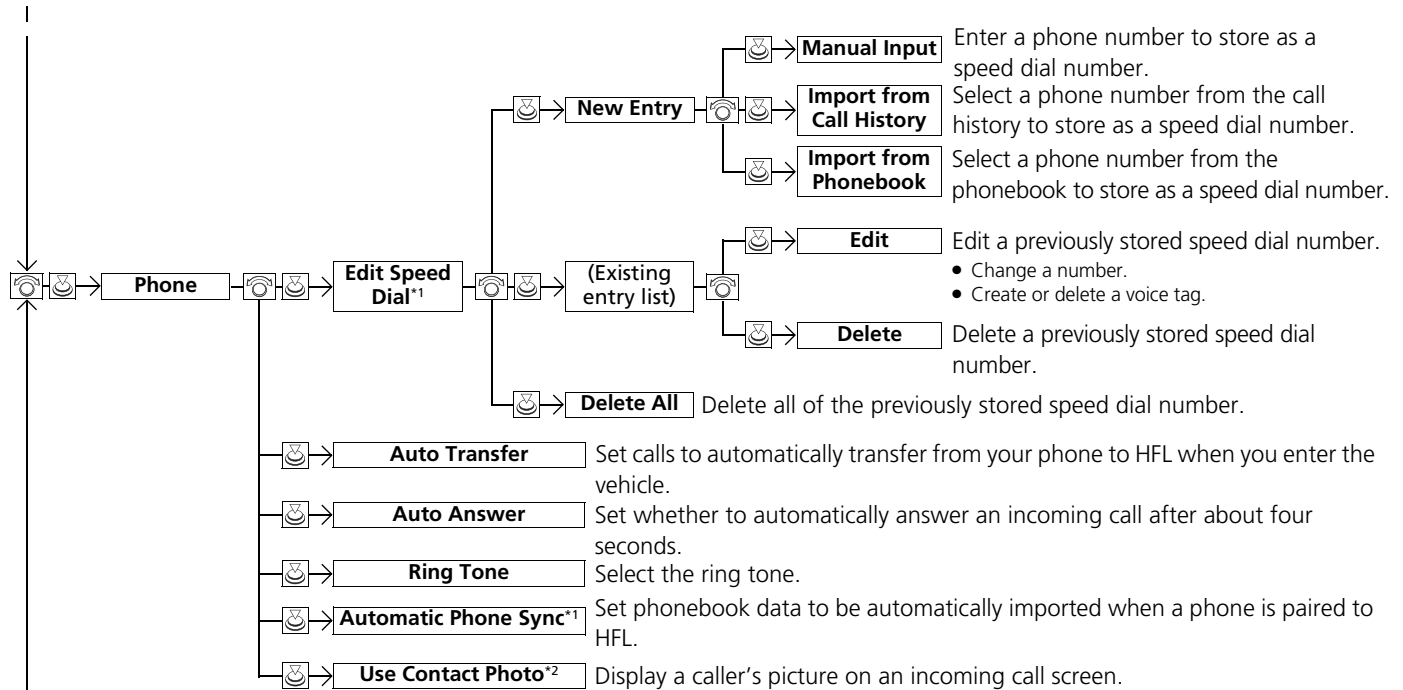 Manual Input
Enter a phone number to store as a
speed dial number.
New Entry
Import from
Call History
Select a phone number from the call
history to store as a speed dial number.
Import from
Phonebook
Select a phone number from the
phonebook to store as a speed dial number.
Phone
Edit Speed
Dial*1
(Existing
entry list)
Edit
Edit a previously stored speed dial number.
● Change a number.
● Create or delete a voice tag.
Delete
Delete a previously stored speed dial
number.
Delete All
Delete all of the previously stored speed dial number.
Auto Transfer
Set calls to automatically transfer from your phone to HFL when you enter the
vehicle.
Auto Answer
Set whether to automatically answer an incoming call after about four
seconds.
Ring Tone
Select the ring tone.
Automatic Phone Sync*1
Set phonebook data to be automatically imported when a phone is paired to
HFL.
Use Contact Photo*2
Display a caller’s picture on an incoming call screen.